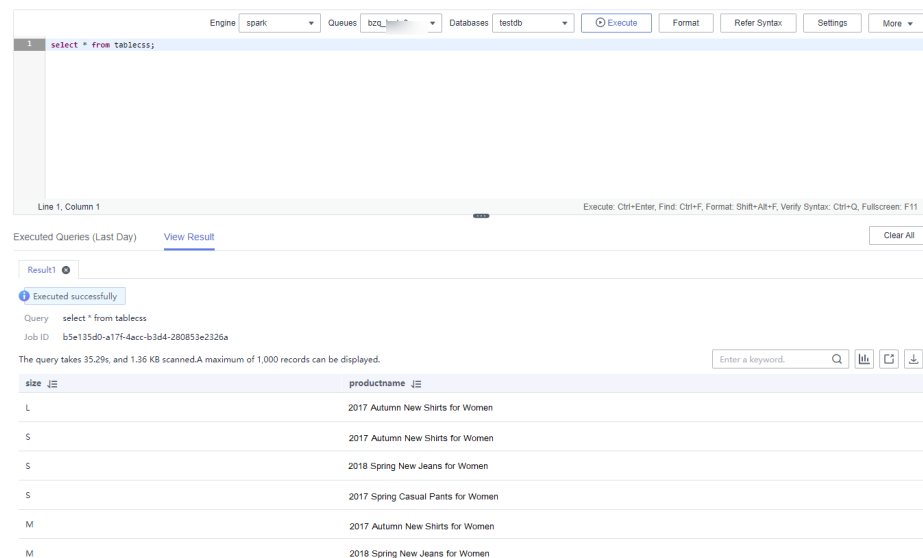 Engine spark Queues Databases testdb Execute Format Refer Syntax Settings More
1 select * from tablecss;
Line 1, Column 1 Execute: Ctrl+Enter, Find: Ctrl+F, Format: Shift+Alt+F, Verify Syntax: Ctrl+Q, Fullscreen: F11
Executed Queries (Last Day) View Result Clear All
Result1
Executed successfully
Query select * from tablecss
Job ID b5e135d0-a17f-4acc-b3d4-280853e2326a
The query takes 35.29s, and 1.36 KB scanned.A maximum of 1,000 records can be displayed. Enter a keyword.
size productname
L 2017 Autumn New Shirts for Women
S 2017 Autumn New Shirts for Women
S 2018 Spring New Jeans for Women
S 2017 Spring Casual Pants for Women
M 2017 Autumn New Shirts for Women
M 2018 Spring New Jeans for Women